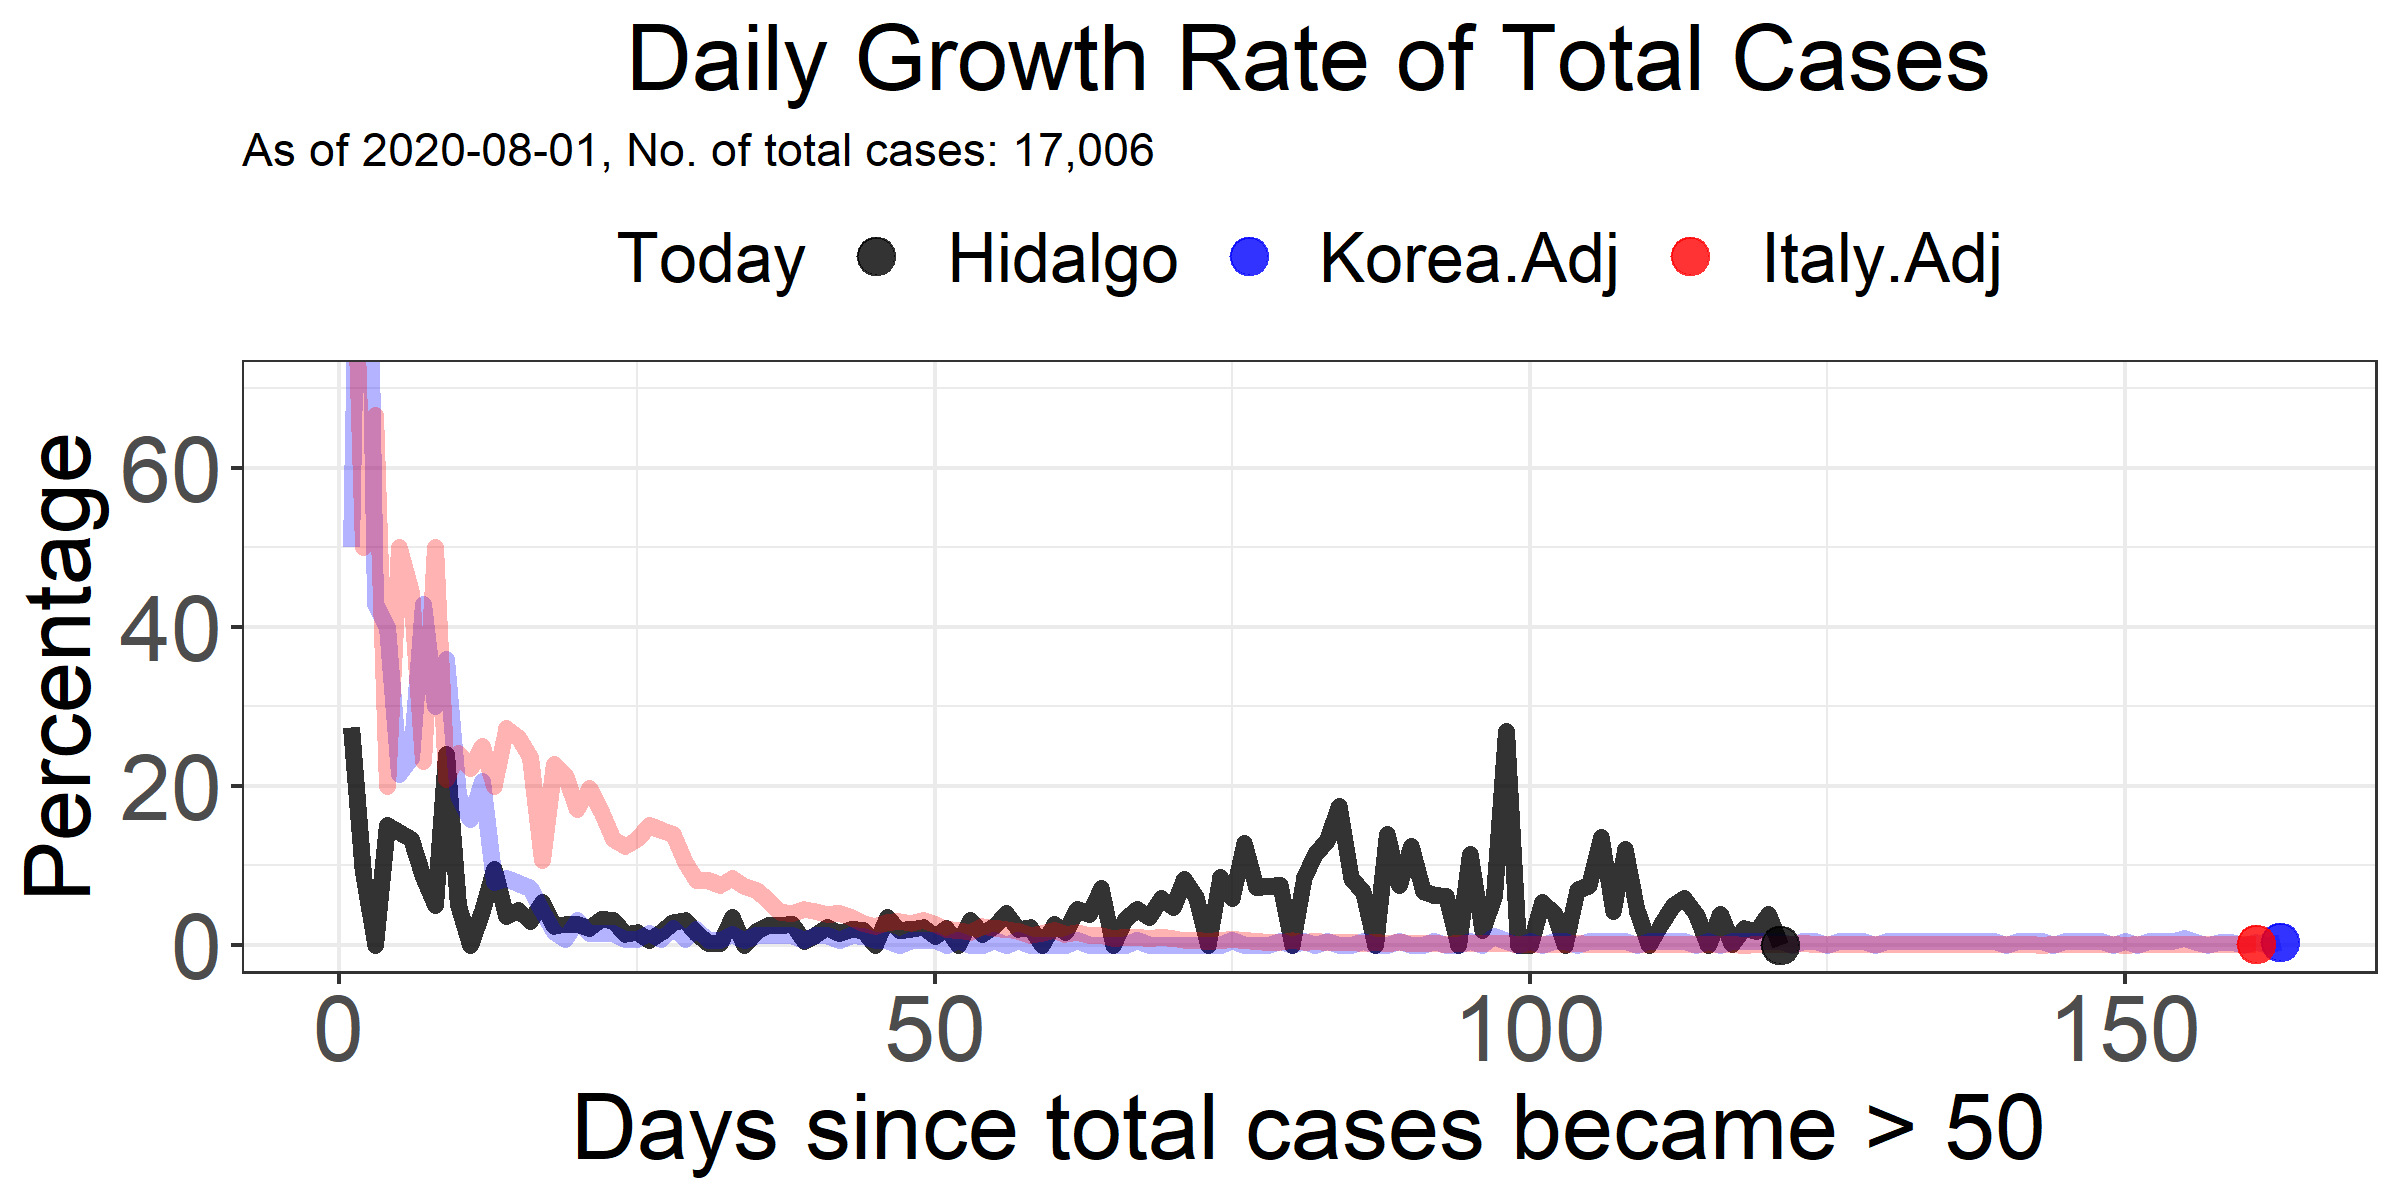 Daily Growth Rate of Total Cases
As of 2020-08-01, No. of total cases: 17,006
Today Hidalgo Korea.Adj Italy.Adj
Percentage
60
40
20
0
0 50 100 150
Days since total cases became > 50